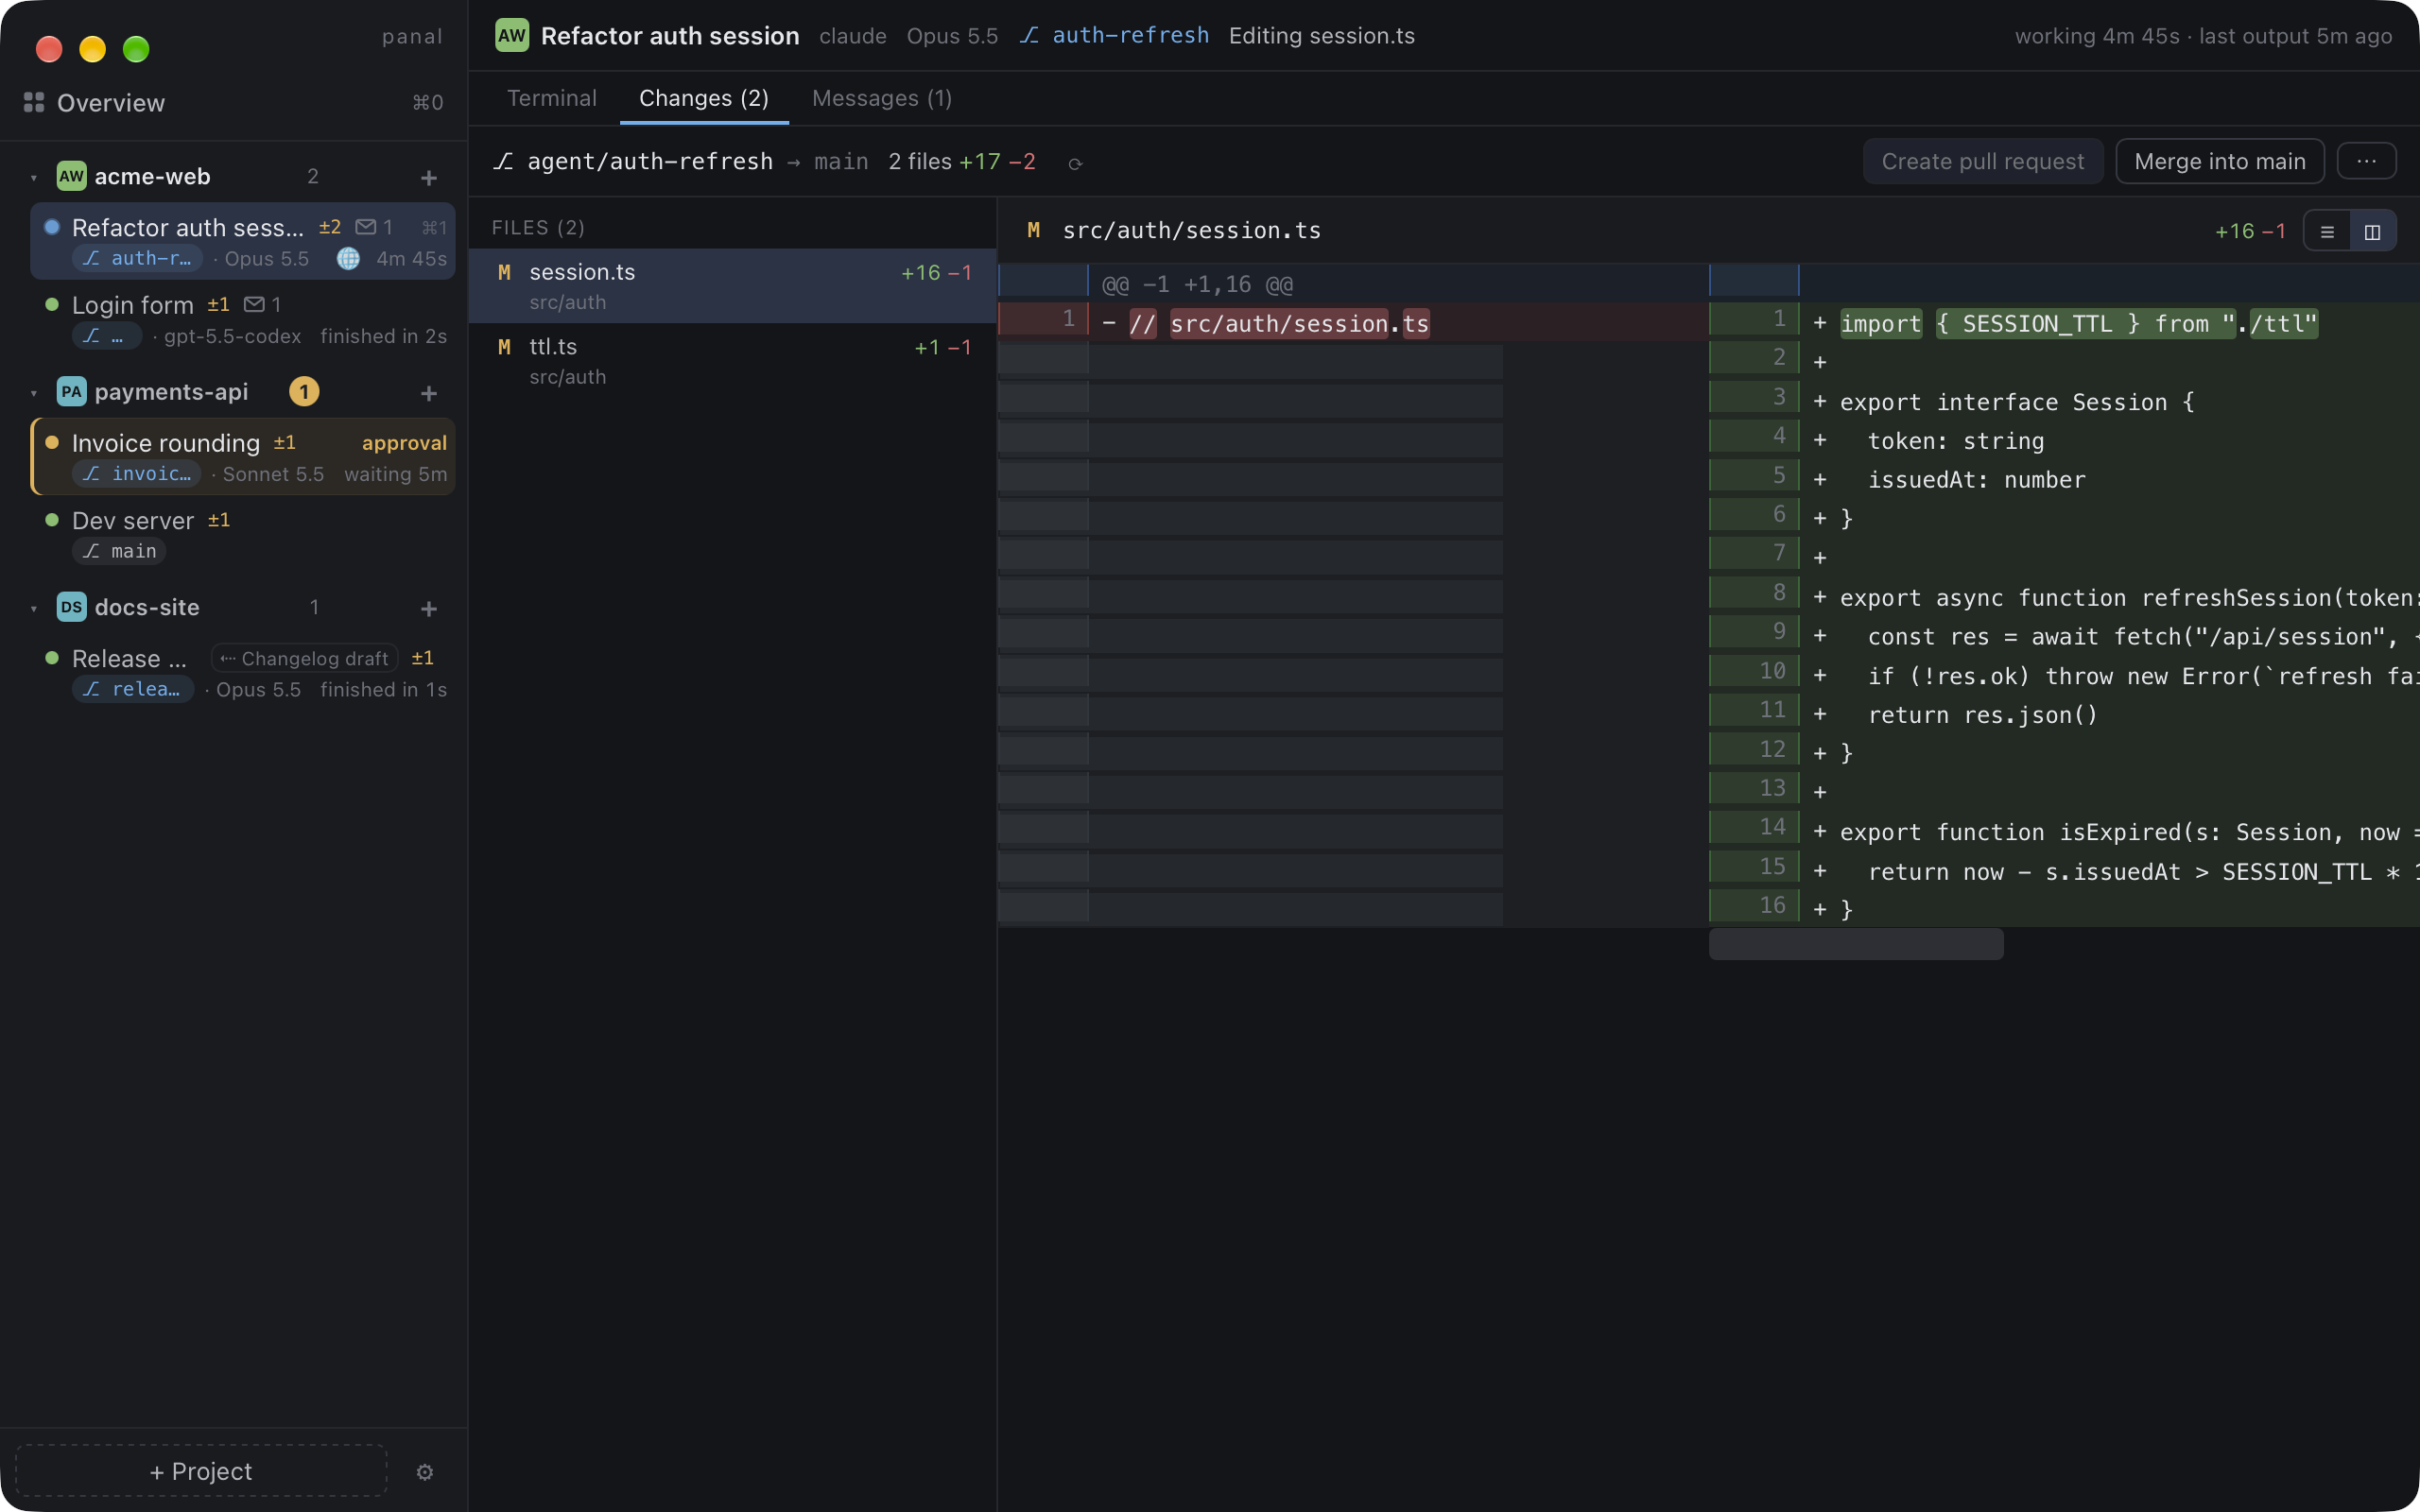 panal
Overview ⌘0
AW acme-web 2 +
Refactor auth sess... ±2 1 ⌘1
auth-r… · Opus 5.5 4m 45s
Login form ±1 1
… · gpt-5.5-codex finished in 2s
PA payments-api 1 +
Invoice rounding ±1 approval
invoic… · Sonnet 5.5 waiting 5m
Dev server ±1
main
DS docs-site 1 +
Release ... Changelog draft ±1
relea… · Opus 5.5 finished in 1s
+ Project
AW Refactor auth session claude Opus 5.5 auth-refresh Editing session.ts working 4m 45s · last output 5m ago
Terminal Changes (2) Messages (1)
agent/auth-refresh → main 2 files +17 −2 Create pull request Merge into main ···
FILES (2)
M session.ts +16 −1
src/auth
M ttl.ts +1 −1
src/auth
M src/auth/session.ts +16 −1
@@ -1 +1,16 @@
1 - // src/auth/session.ts
1 + import { SESSION_TTL } from "./ttl"
2 +
3 + export interface Session {
4 + token: string
5 + issuedAt: number
6 + }
7 +
8 + export async function refreshSession(token:
9 + const res = await fetch("/api/session", {
10 + if (!res.ok) throw new Error(`refresh fai
11 + return res.json()
12 + }
13 +
14 + export function isExpired(s: Session, now =
15 + return now - s.issuedAt > SESSION_TTL * 1
16 + }